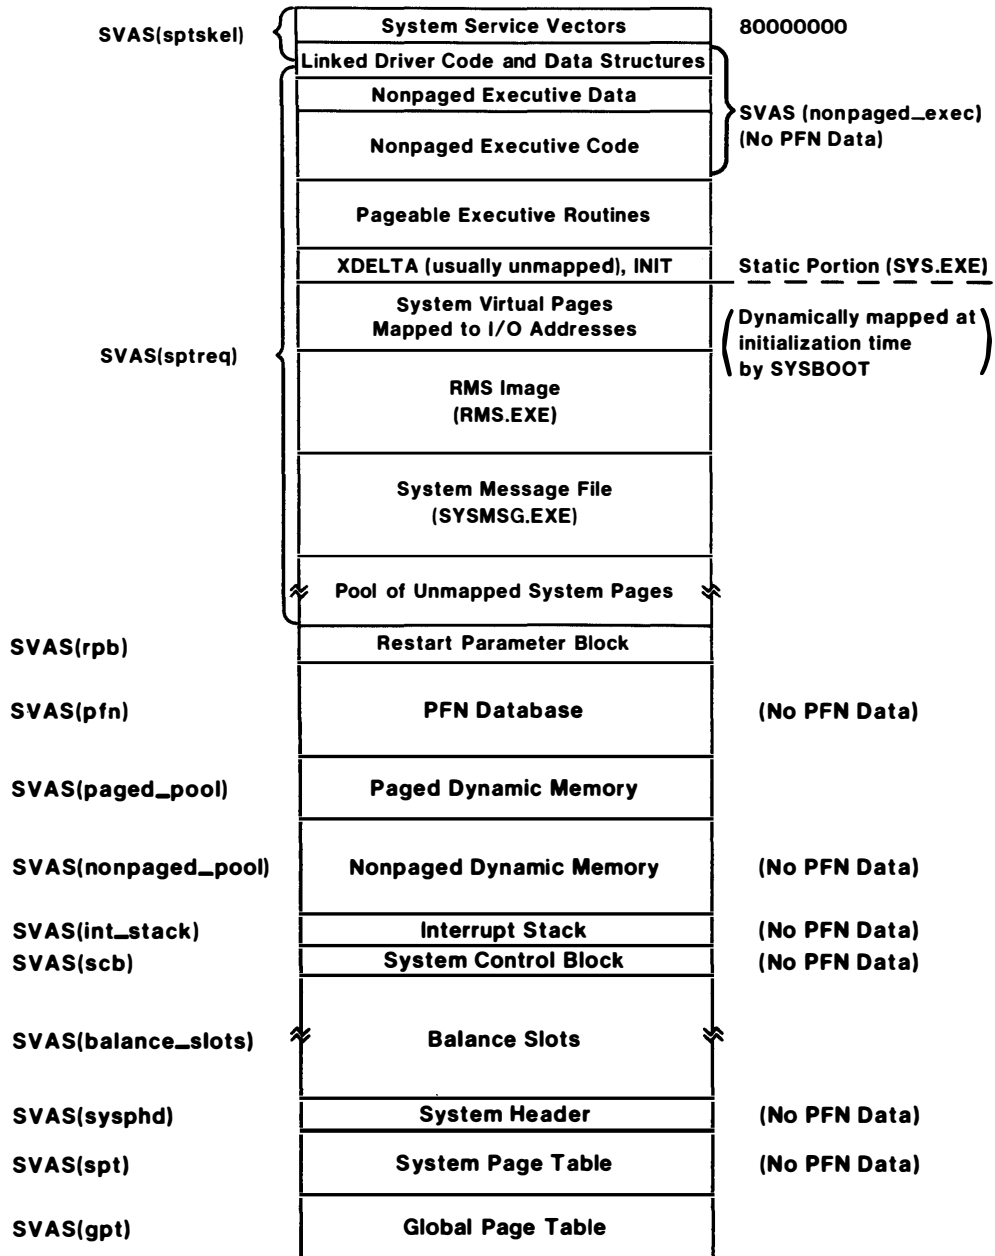 SVAS(sptskel)
System Service Vectors
80000000
Linked Driver Code and Data Structures
Nonpaged Executive Data
SVAS (nonpaged_exec)
(No PFN Data)
Nonpaged Executive Code
Pageable Executive Routines
XDELTA (usually unmapped), INIT
Static Portion (SYS.EXE)
System Virtual Pages
Mapped to I/O Addresses
(Dynamically mapped at
initialization time
by SYSBOOT)
SVAS(sptreq)
RMS Image
(RMS.EXE)
System Message File
(SYSMSG.EXE)
Pool of Unmapped System Pages
SVAS(rpb)
Restart Parameter Block
SVAS(pfn)
PFN Database
(No PFN Data)
SVAS(paged_pool)
Paged Dynamic Memory
SVAS(nonpaged_pool)
Nonpaged Dynamic Memory
(No PFN Data)
SVAS(int_stack)
Interrupt Stack
(No PFN Data)
SVAS(scb)
System Control Block
(No PFN Data)
SVAS(balance_slots)
Balance Slots
SVAS(sysphd)
System Header
(No PFN Data)
SVAS(spt)
System Page Table
(No PFN Data)
SVAS(gpt)
Global Page Table